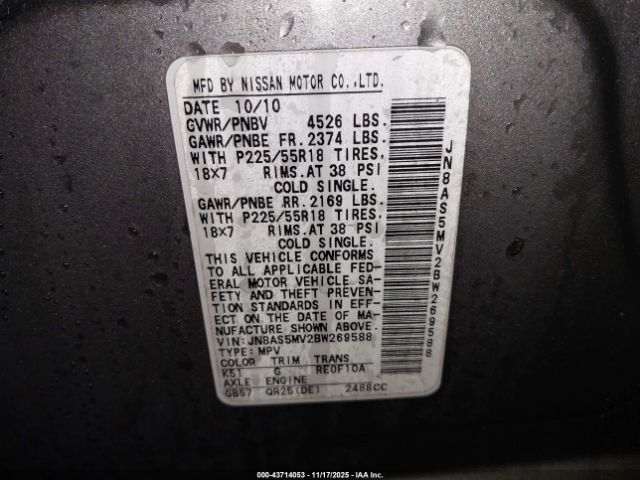 MFD BY NISSAN MOTOR CO.,LTD.
DATE 10/10
GVWR/PNBV 4526 LBS.
GAWR/PNBE FR. 2374 LBS.
WITH P225/55R18 TIRES,
18X7 RIMS. AT 38 PSI
COLD SINGLE.
GAWR/PNBE RR. 2169 LBS.
WITH P225/55R18 TIRES,
18X7 RIMS. AT 38 PSI
COLD SINGLE.
THIS VEHICLE CONFORMS
TO ALL APPLICABLE FED-
ERAL MOTOR VEHICLE SA-
FETY AND THEFT PREVEN-
TION STANDARDS IN EFF-
ECT ON THE DATE OF MA-
NUFACTURE SHOWN ABOVE.
VIN: JN8AS5MV2BW269588
TYPE: MPV
COLOR TRIM TRANS
K51 G RE0F10A
AXLE ENGINE
GB57 QR25(DE) 2488CC
JN8AS5MV2BW269588
000-43714053 - 11/17/2025 - IAA Inc.